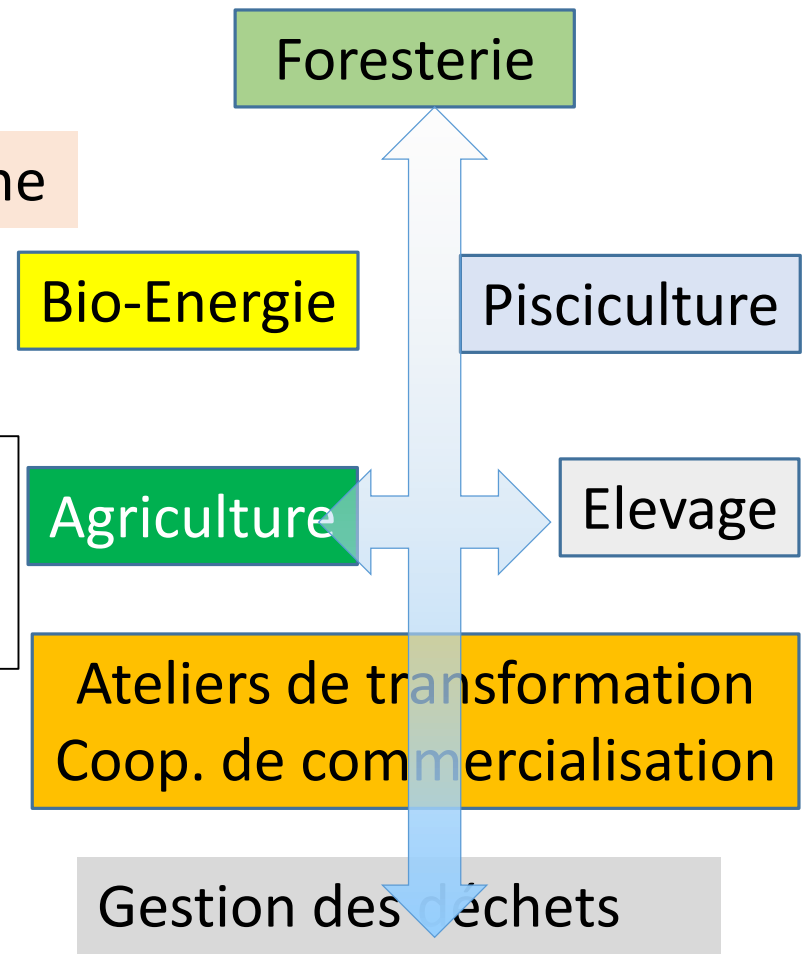 Foresterie
ne
Bio-Energie
Pisciculture
Agriculture
Elevage
Ateliers de transformation
Coop. de commercialisation
Gestion des déchets